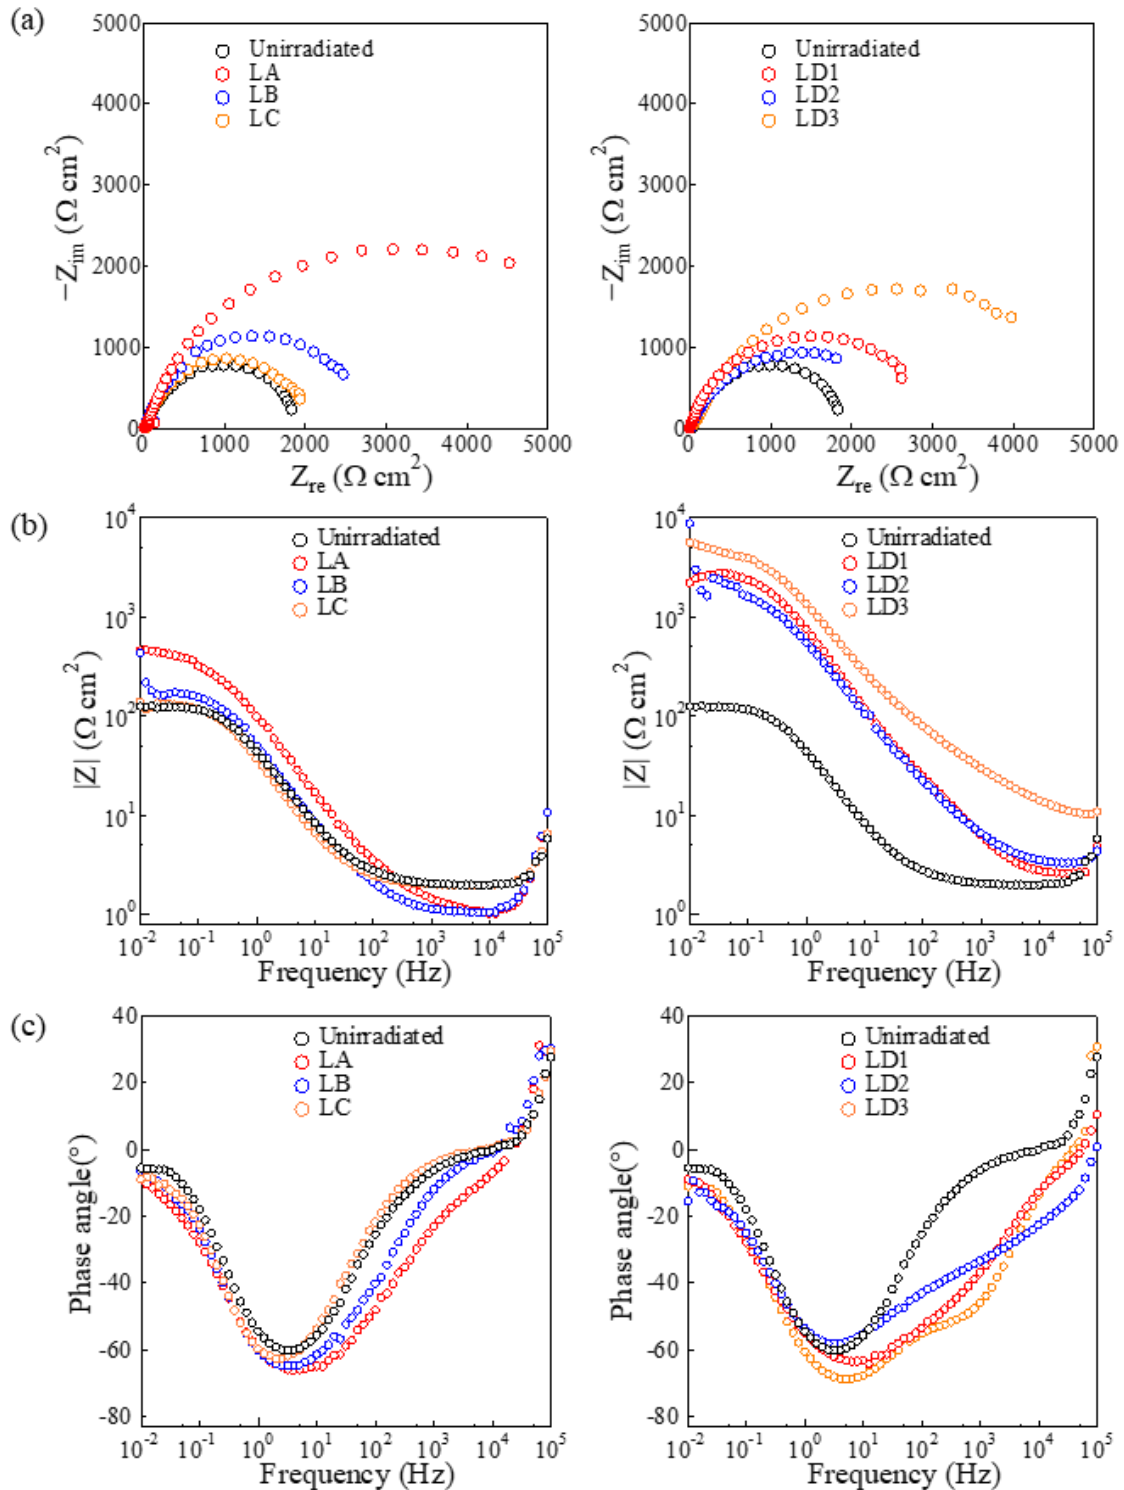 (a)
5000
4000
3000
2000
1000
0
−Z_im (Ω cm²)
Unirradiated
LA
LB
LC
0 1000 2000 3000 4000 5000
Z_re (Ω cm²)
5000
4000
3000
2000
1000
0
−Z_im (Ω cm²)
Unirradiated
LD1
LD2
LD3
0 1000 2000 3000 4000 5000
Z_re (Ω cm²)
(b)
10⁴
10³
10²
10¹
10⁰
|Z| (Ω cm²)
Unirradiated
LA
LB
LC
10⁻² 10⁻¹ 10⁰ 10¹ 10² 10³ 10⁴ 10⁵
Frequency (Hz)
10⁴
10³
10²
10¹
10⁰
|Z| (Ω cm²)
Unirradiated
LD1
LD2
LD3
10⁻² 10⁻¹ 10⁰ 10¹ 10² 10³ 10⁴ 10⁵
Frequency (Hz)
(c)
40
20
0
-20
-40
-60
-80
Phase angle(°)
Unirradiated
LA
LB
LC
10⁻² 10⁻¹ 10⁰ 10¹ 10² 10³ 10⁴ 10⁵
Frequency (Hz)
40
20
0
-20
-40
-60
-80
Phase angle(°)
Unirradiated
LD1
LD2
LD3
10⁻² 10⁻¹ 10⁰ 10¹ 10² 10³ 10⁴ 10⁵
Frequency (Hz)